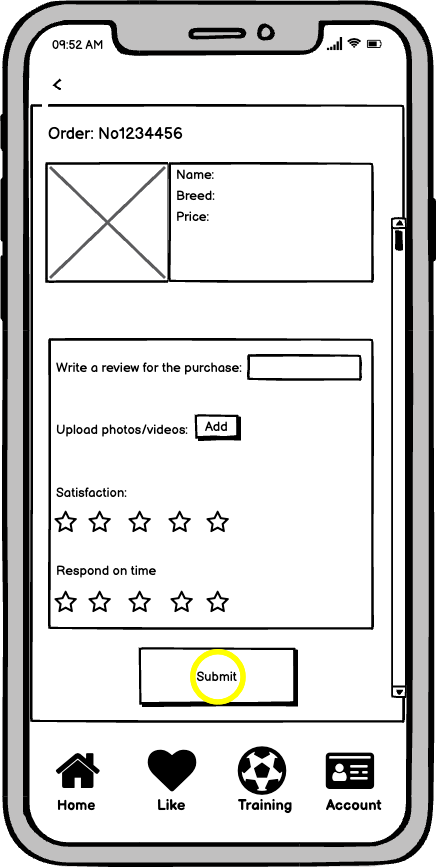 09:52 AM
<
Order: No1234456
Name:
Breed:
Price:
Write a review for the purchase:
Upload photos/videos: Add
Satisfaction:
Respond on time
Submit
Home Like Training Account